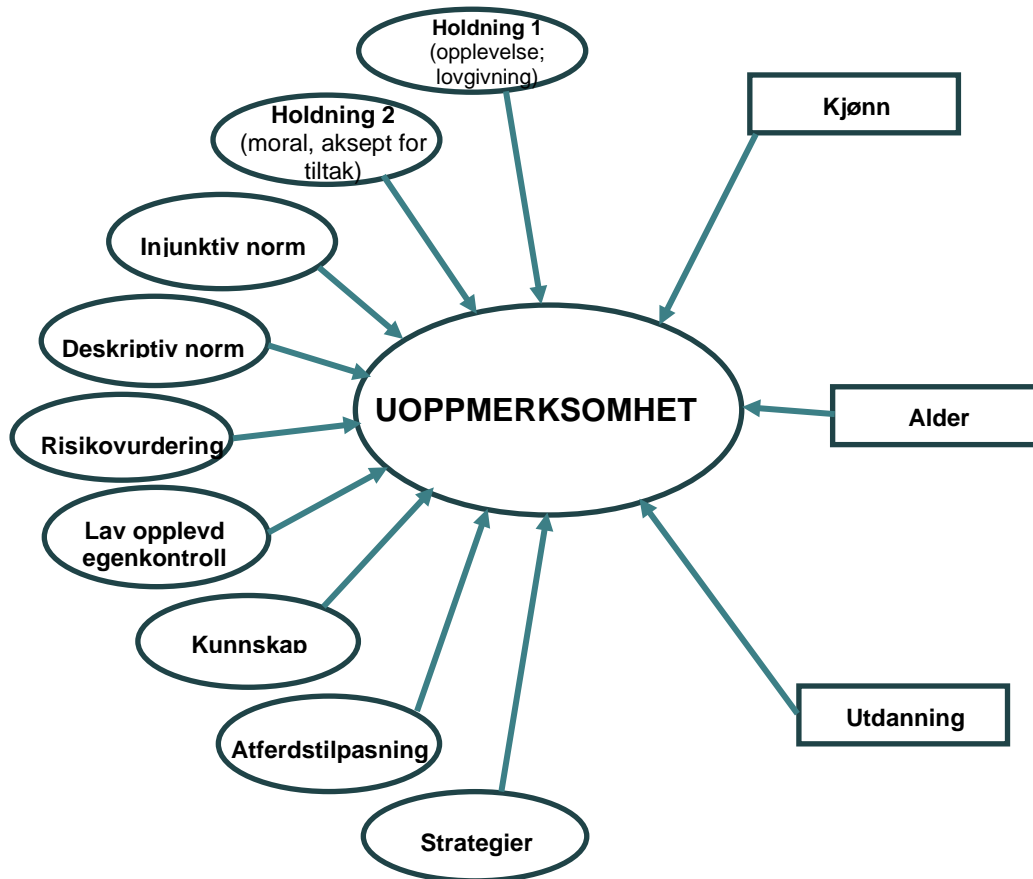 Holdning 1
(opplevelse;
lovgivning)
Holdning 2
(moral, aksept for
tiltak)
Injunktiv norm
Deskriptiv norm
Risikovurdering
Lav opplevd
egenkontroll
Kunnskap
Atferdstilpasning
Strategier
UOPPMERKSOMHET
Kjønn
Alder
Utdanning